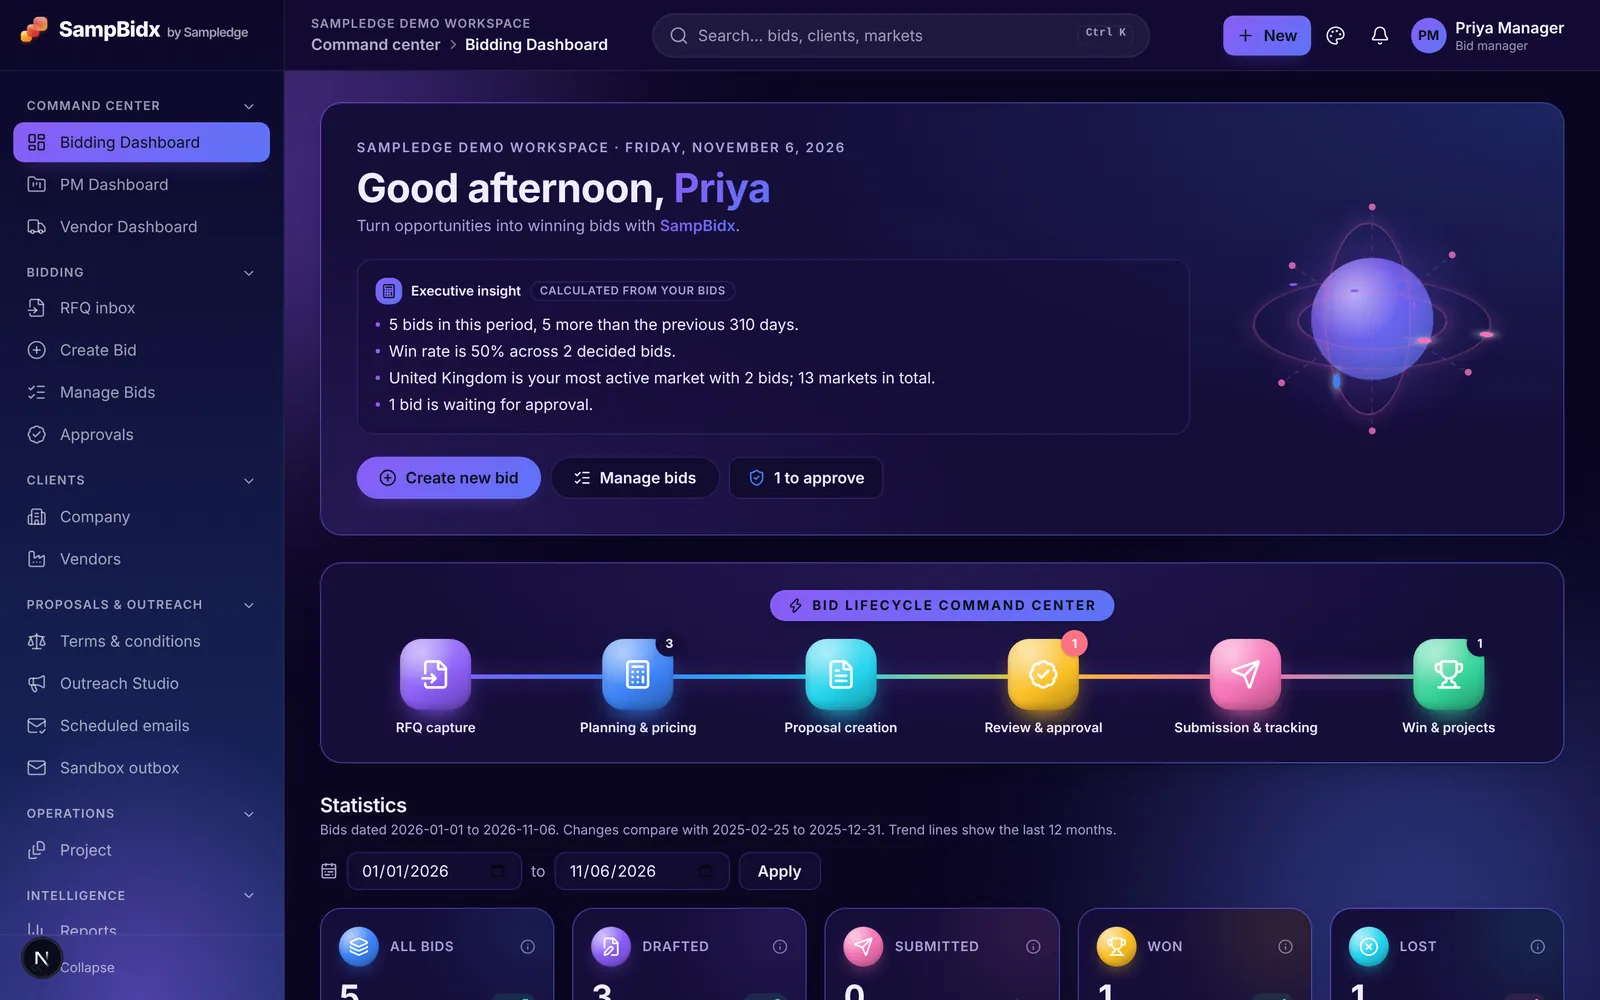 SampBidx by Sampledge
SAMPLEDGE DEMO WORKSPACE
Command center > Bidding Dashboard
Search... bids, clients, markets
Ctrl K
+ New
PM
Priya Manager
Bid manager
COMMAND CENTER
Bidding Dashboard
PM Dashboard
Vendor Dashboard
BIDDING
RFQ inbox
Create Bid
Manage Bids
Approvals
CLIENTS
Company
Vendors
PROPOSALS & OUTREACH
Terms & conditions
Outreach Studio
Scheduled emails
Sandbox outbox
OPERATIONS
Project
INTELLIGENCE
Reports
N
Collapse
SAMPLEDGE DEMO WORKSPACE · FRIDAY, NOVEMBER 6, 2026
Good afternoon, Priya
Turn opportunities into winning bids with SampBidx.
Executive insight CALCULATED FROM YOUR BIDS
• 5 bids in this period, 5 more than the previous 310 days.
• Win rate is 50% across 2 decided bids.
• United Kingdom is your most active market with 2 bids; 13 markets in total.
• 1 bid is waiting for approval.
Create new bid
Manage bids
1 to approve
BID LIFECYCLE COMMAND CENTER
3
1
1
RFQ capture
Planning & pricing
Proposal creation
Review & approval
Submission & tracking
Win & projects
Statistics
Bids dated 2026-01-01 to 2026-11-06. Changes compare with 2025-02-25 to 2025-12-31. Trend lines show the last 12 months.
01/01/2026 to 11/06/2026 Apply
ALL BIDS
5
DRAFTED
3
SUBMITTED
0
WON
1
LOST
1